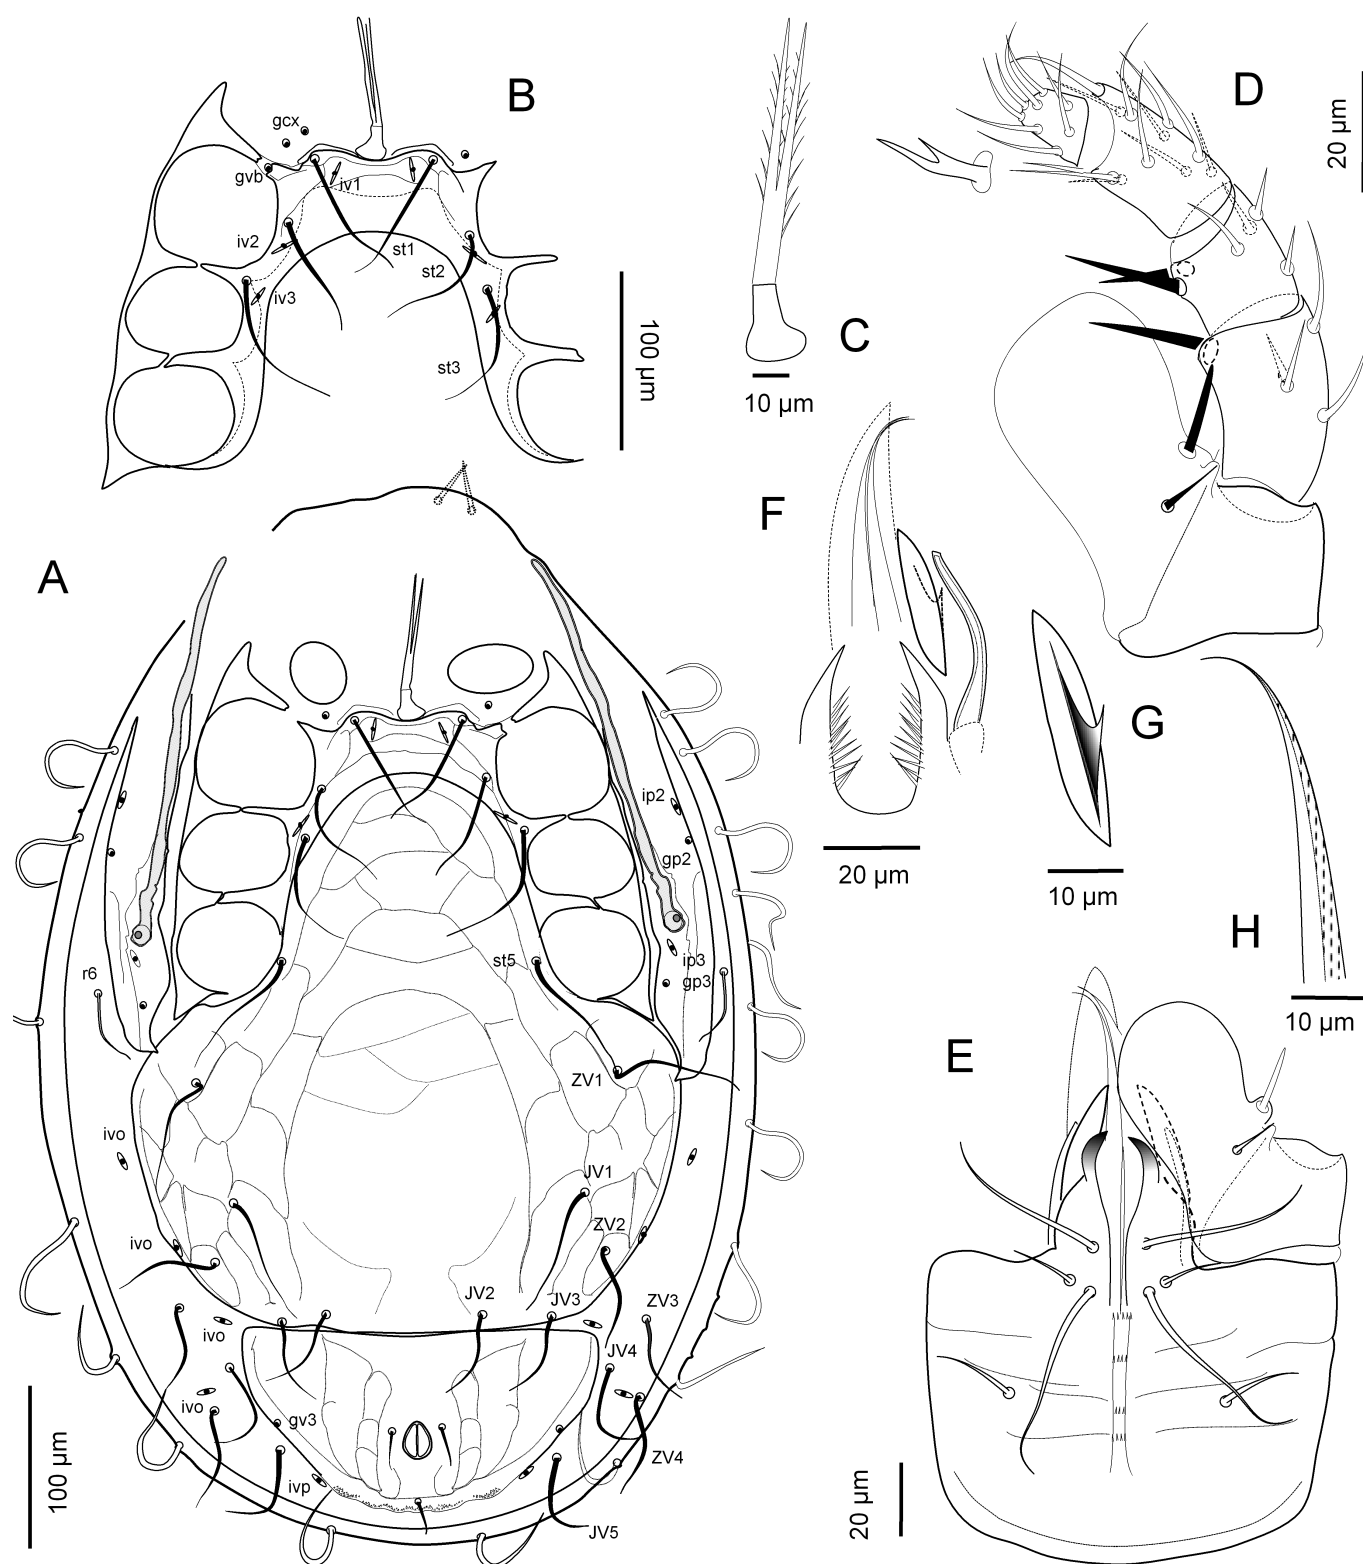 B
gcx
gvb
iv1
iv2
st1
st2
iv3
st3
100 µm
C
10 µm
D
20 µm
A
ip2
gp2
r6
st5
ip3
gp3
ZV1
ivo
JV1
ivo
ZV2
JV2
JV3
ZV3
ivo
JV4
ivo
gv3
ZV4
ivp
JV5
100 µm
F
20 µm
G
10 µm
H
10 µm
E
20 µm